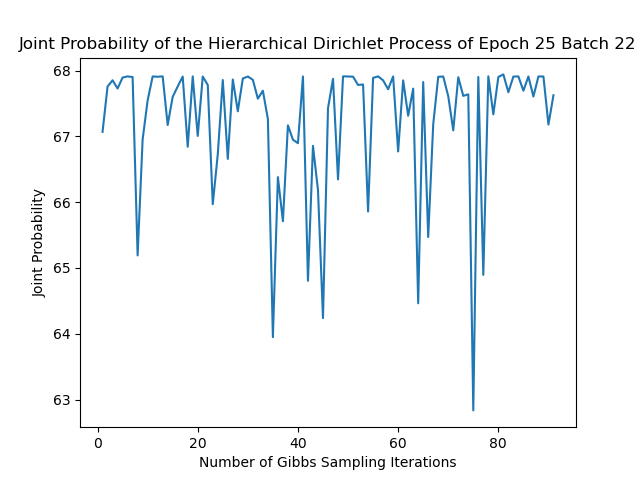 Joint Probability of the Hierarchical Dirichlet Process of Epoch 25 Batch 22
68
67
66
65
64
63
Joint Probability
0 20 40 60 80
Number of Gibbs Sampling Iterations